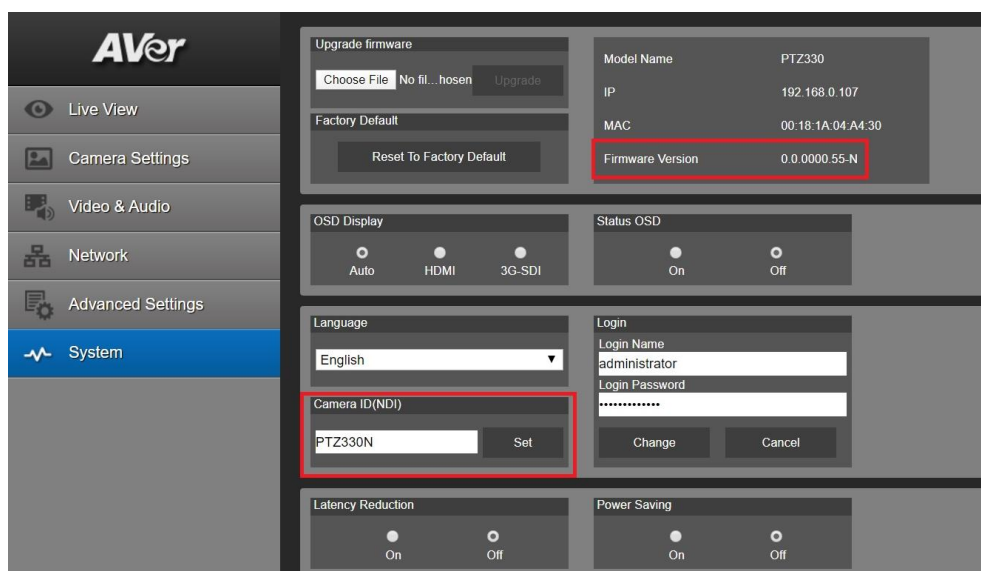 AVer
Live View
Camera Settings
Video & Audio
Network
Advanced Settings
System
Upgrade firmware
Choose File No fil...hosen Upgrade
Factory Default
Reset To Factory Default
Model Name PTZ330
IP 192.168.0.107
MAC 00:18:1A:04:A4:30
Firmware Version 0.0.0000.55-N
OSD Display
Auto HDMI 3G-SDI
Status OSD
On Off
Language
English
Camera ID(NDI)
PTZ330N Set
Login
Login Name
administrator
Login Password
•••••••••••••
Change Cancel
Latency Reduction
On Off
Power Saving
On Off